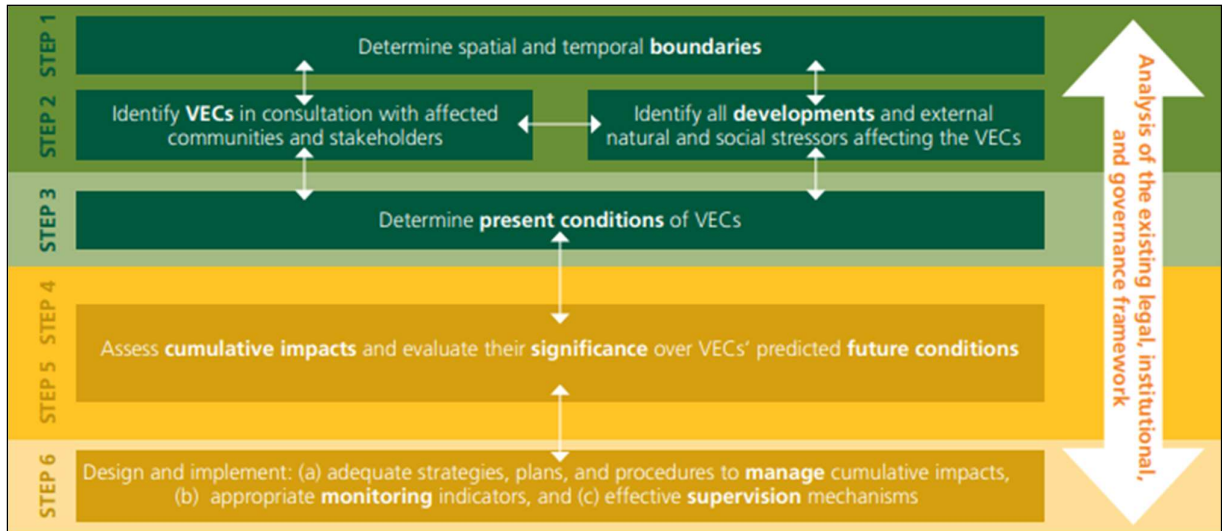 STEP 1
Determine spatial and temporal boundaries
STEP 2
Identify VECs in consultation with affected
communities and stakeholders
Identify all developments and external
natural and social stressors affecting the VECs
STEP 3
Determine present conditions of VECs
STEP 4
STEP 5
Assess cumulative impacts and evaluate their significance over VECs’ predicted future conditions
STEP 6
Design and implement: (a) adequate strategies, plans, and procedures to manage cumulative impacts,
(b) appropriate monitoring indicators, and (c) effective supervision mechanisms
Analysis of the existing legal, institutional,
and governance framework